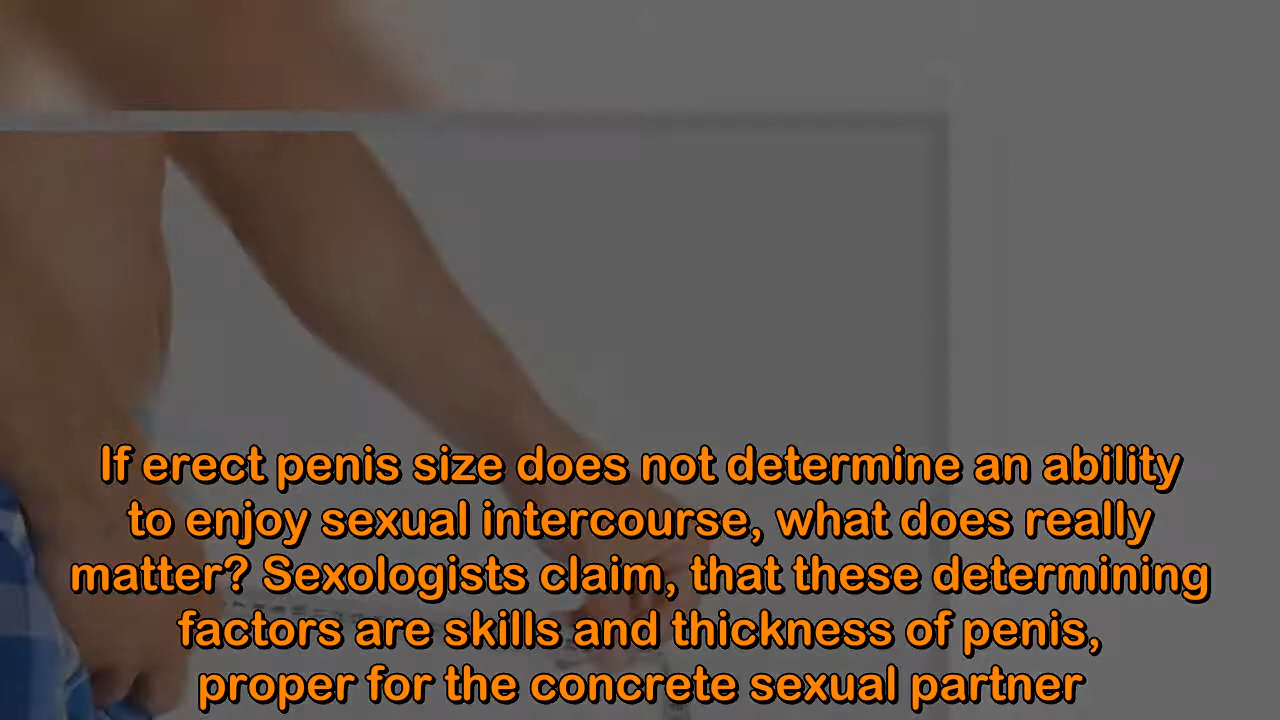 If erect penis size does not determine an ability
to enjoy sexual intercourse, what does really
matter? Sexologists claim, that these determining
factors are skills and thickness of penis,
proper for the concrete sexual partner